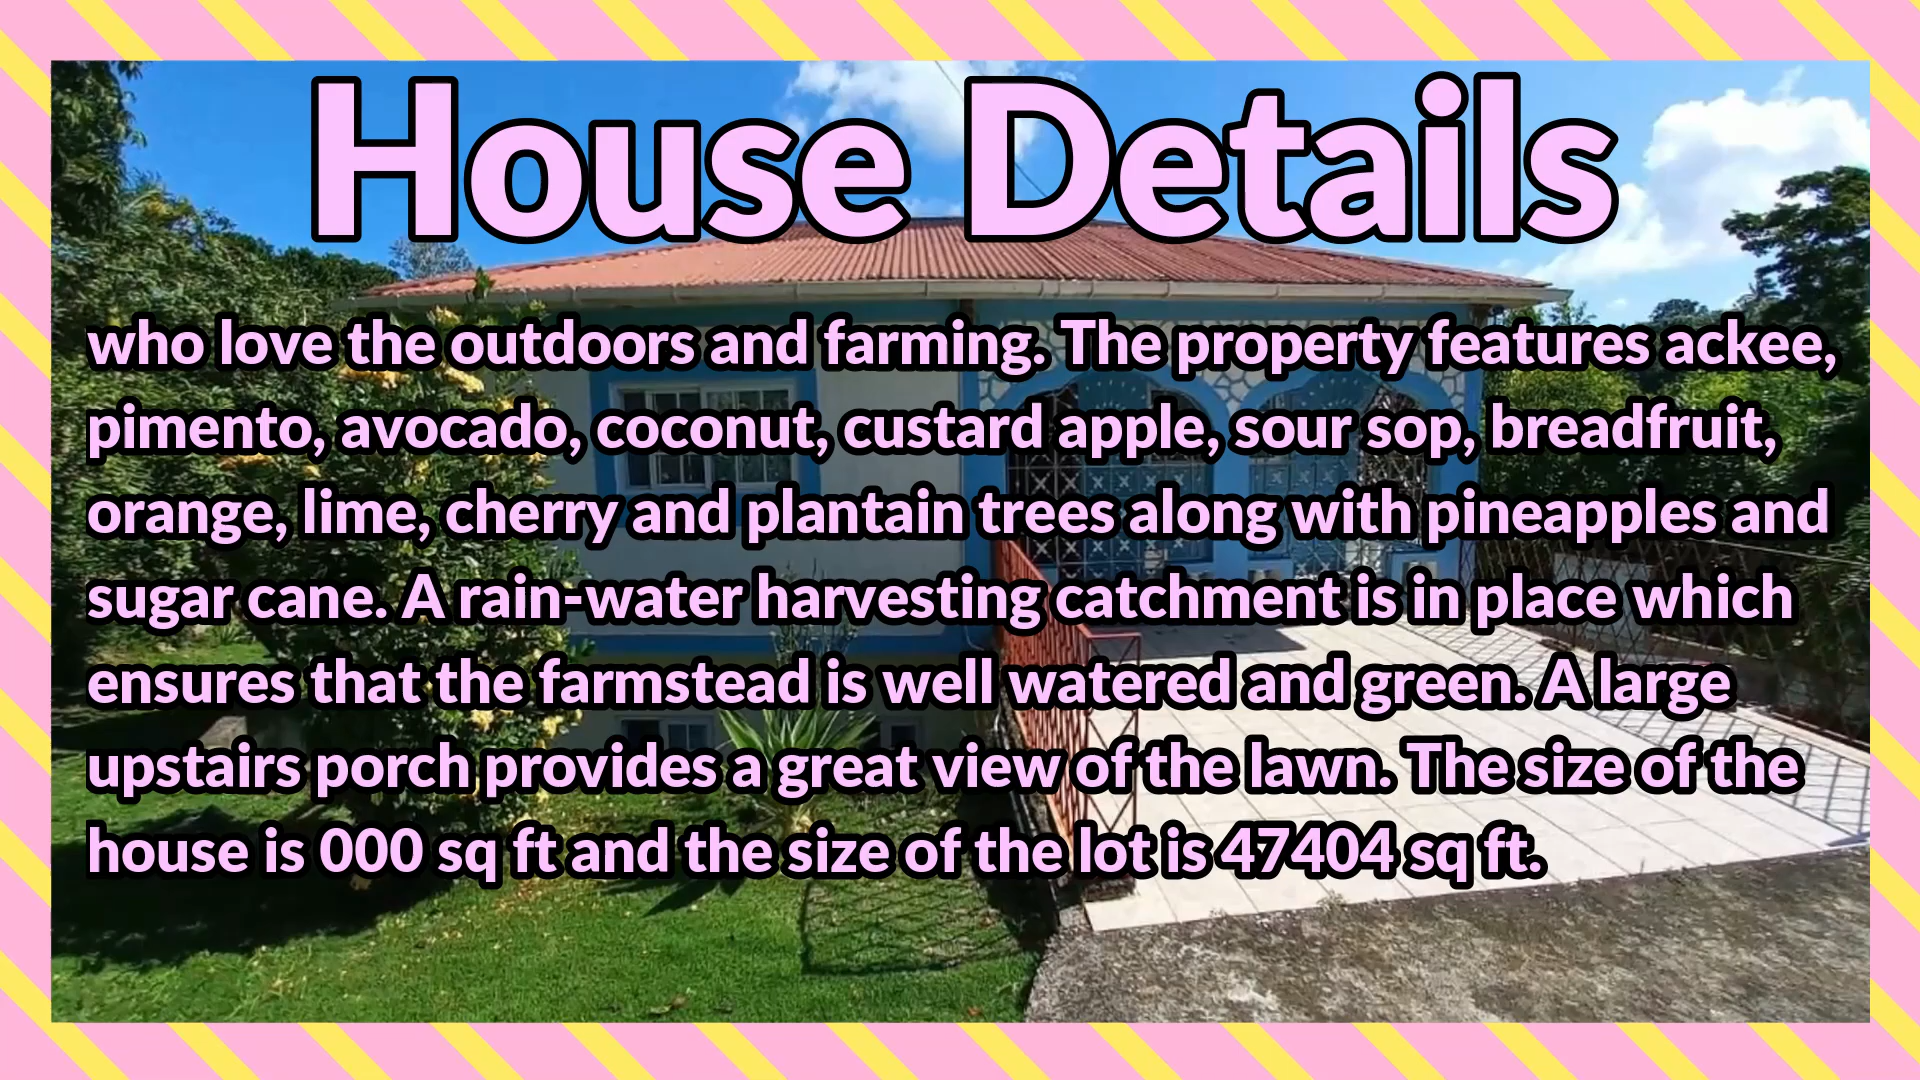 House Details
who love the outdoors and farming. The property features ackee,
pimento, avocado, coconut, custard apple, sour sop, breadfruit,
orange, lime, cherry and plantain trees along with pineapples and
sugar cane. A rain-water harvesting catchment is in place which
ensures that the farmstead is well watered and green. A large
upstairs porch provides a great view of the lawn. The size of the
house is 000 sq ft and the size of the lot is 47404 sq ft.